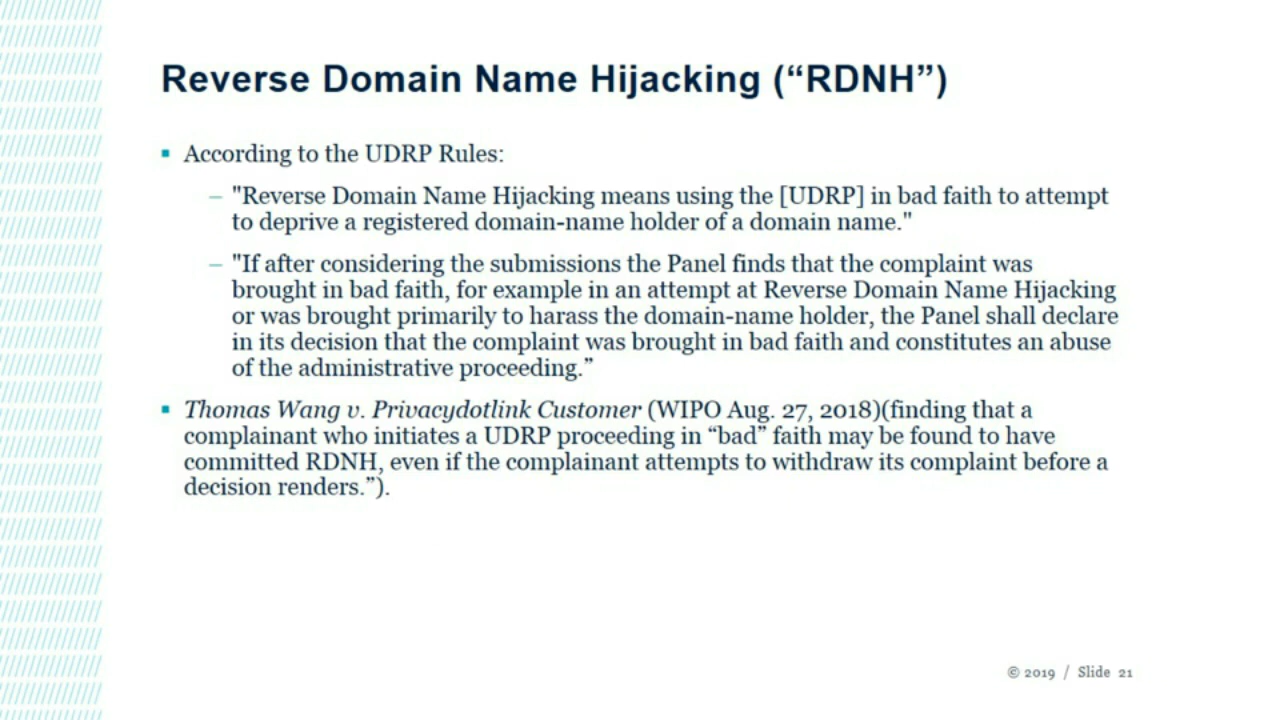 Reverse Domain Name Hijacking (“RDNH”)
▪ According to the UDRP Rules:
– "Reverse Domain Name Hijacking means using the [UDRP] in bad faith to attempt
to deprive a registered domain-name holder of a domain name."
– "If after considering the submissions the Panel finds that the complaint was
brought in bad faith, for example in an attempt at Reverse Domain Name Hijacking
or was brought primarily to harass the domain-name holder, the Panel shall declare
in its decision that the complaint was brought in bad faith and constitutes an abuse
of the administrative proceeding.”
▪ Thomas Wang v. Privacydotlink Customer (WIPO Aug. 27, 2018)(finding that a
complainant who initiates a UDRP proceeding in “bad” faith may be found to have
committed RDNH, even if the complainant attempts to withdraw its complaint before a
decision renders.”).
© 2019 / Slide 21